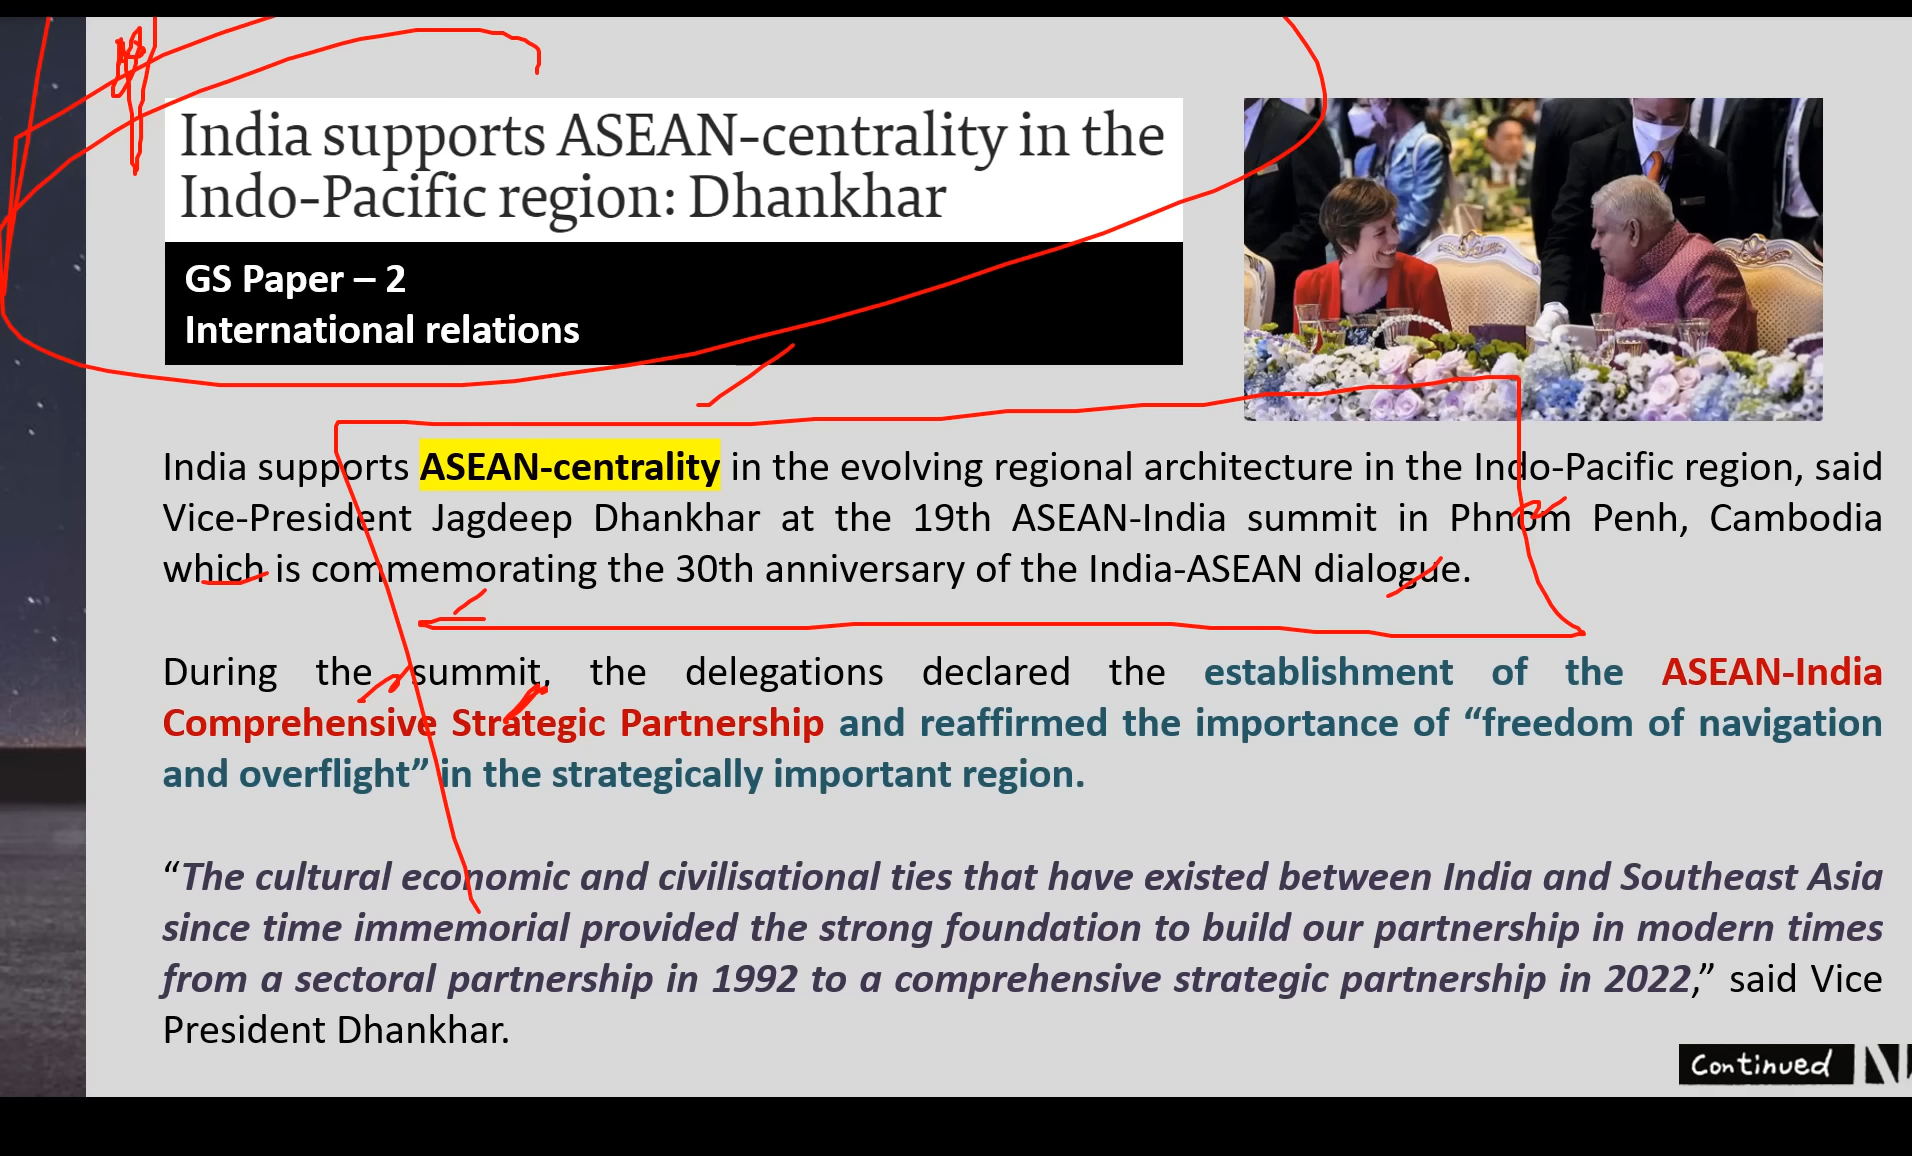 India supports ASEAN-centrality in the
Indo-Pacific region: Dhankhar
GS Paper – 2
International relations
India supports ASEAN-centrality in the evolving regional architecture in the Indo-Pacific region, said
Vice-President Jagdeep Dhankhar at the 19th ASEAN-India summit in Phnom Penh, Cambodia
which is commemorating the 30th anniversary of the India-ASEAN dialogue.
During the summit, the delegations declared the establishment of the ASEAN-India
Comprehensive Strategic Partnership and reaffirmed the importance of “freedom of navigation
and overflight” in the strategically important region.
“The cultural economic and civilisational ties that have existed between India and Southeast Asia
since time immemorial provided the strong foundation to build our partnership in modern times
from a sectoral partnership in 1992 to a comprehensive strategic partnership in 2022,” said Vice
President Dhankhar.
Continued